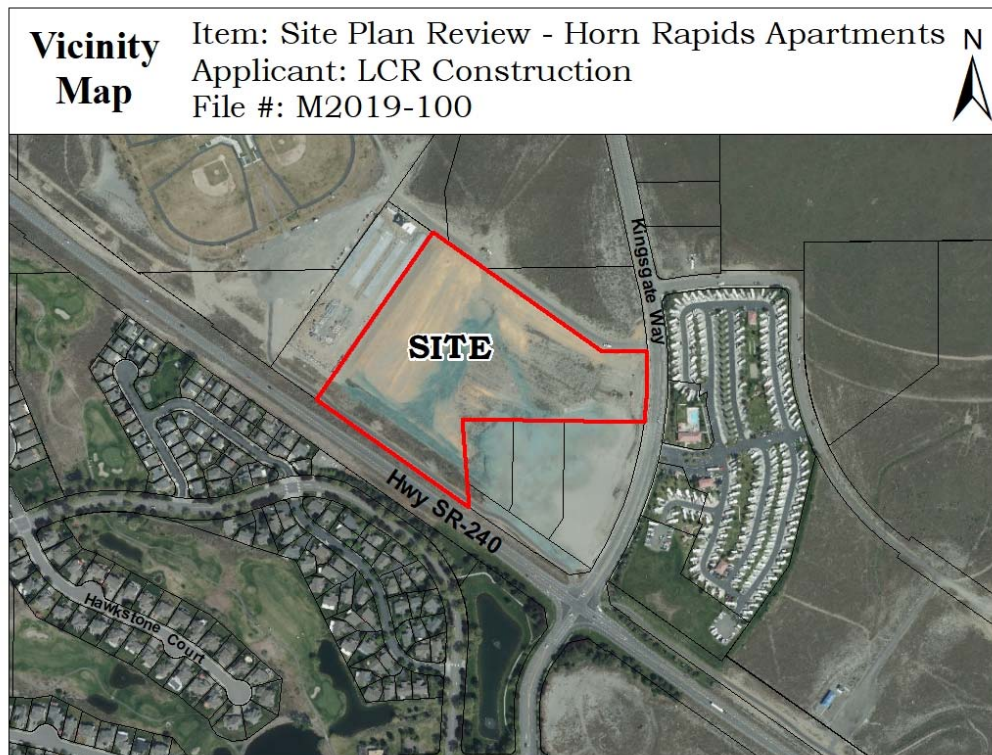 Vicinity
Map
Item: Site Plan Review - Horn Rapids Apartments
Applicant: LCR Construction
File #: M2019-100
N
Kingsgate Way
SITE
Hwy SR-240
Hawkstone Court